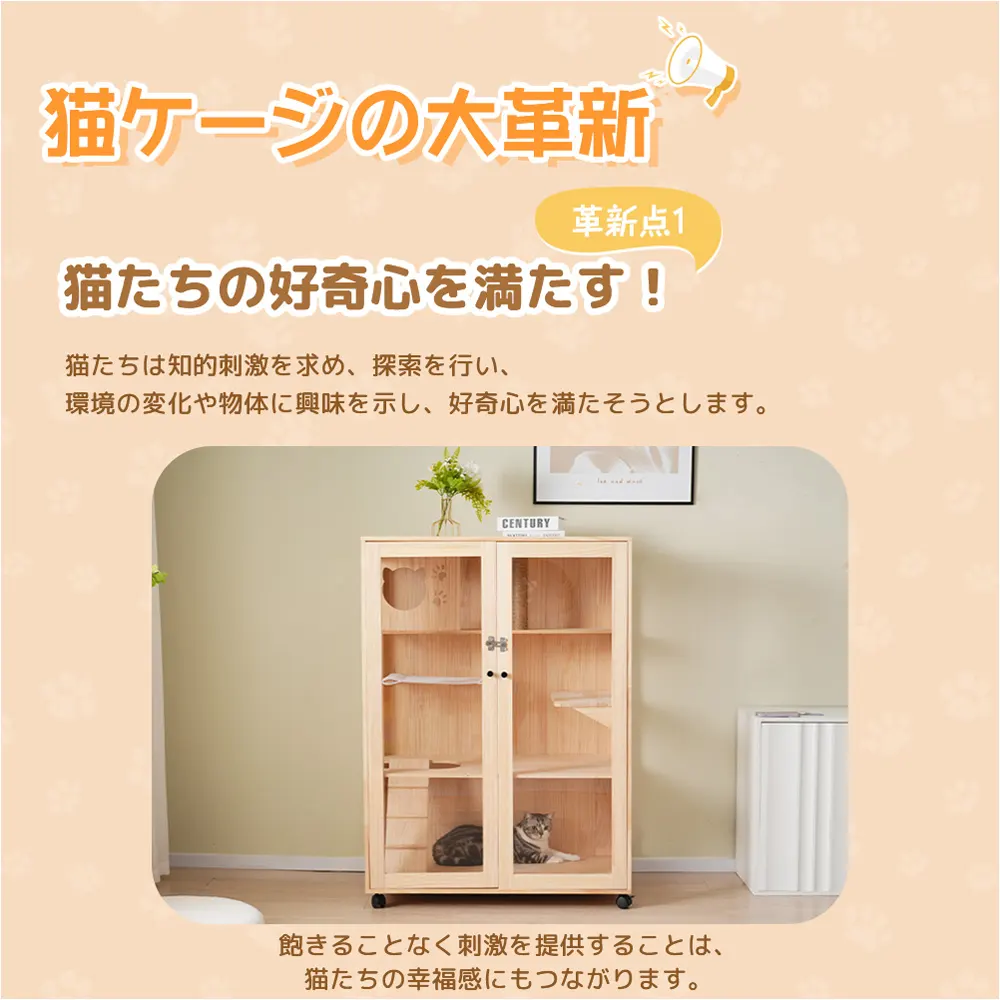 猫ケージの大革新
革新点1
猫たちの好奇心を満たす！
猫たちは知的刺激を求め、探索を行い、
環境の変化や物体に興味を示し、好奇心を満たそうとします。
CENTURY
飽きることなく刺激を提供することは、
猫たちの幸福感にもつながります。